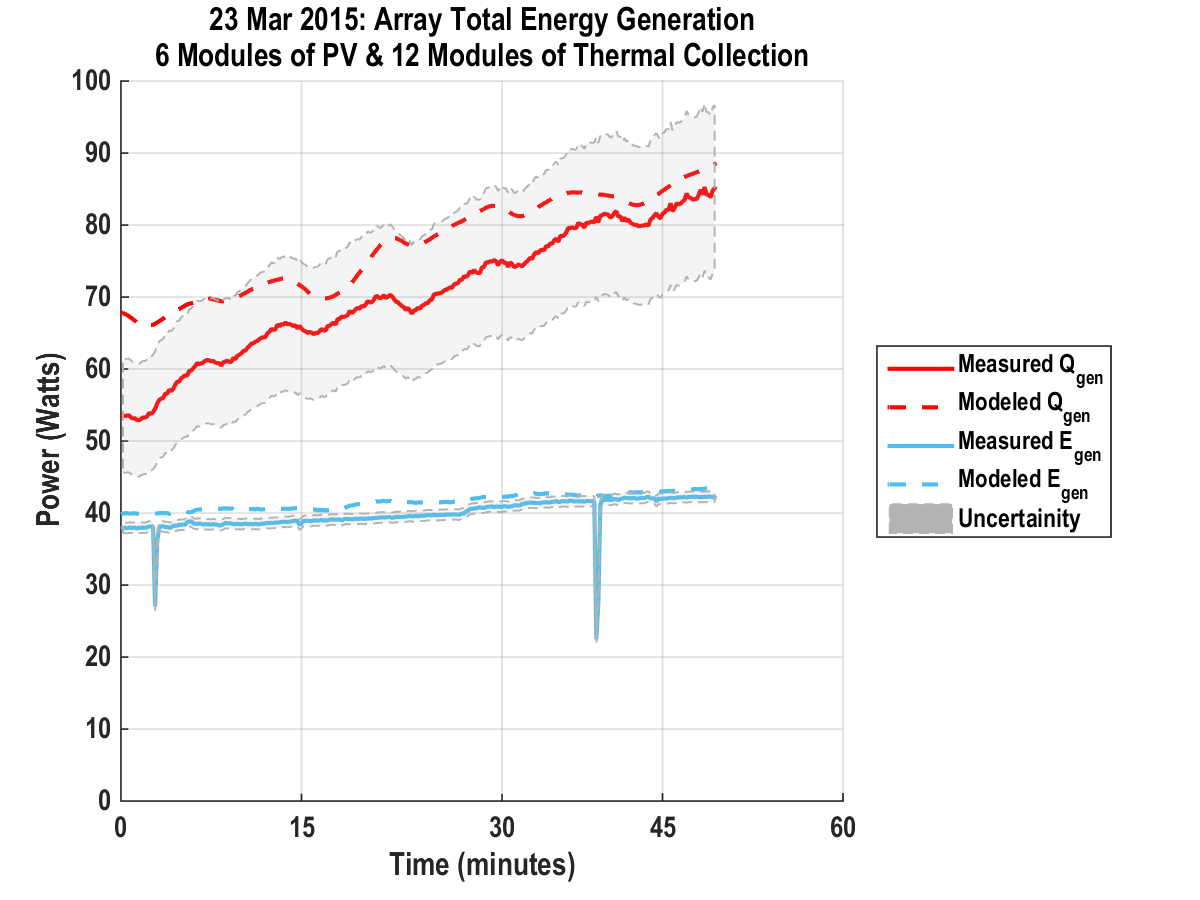 23 Mar 2015: Array Total Energy Generation
6 Modules of PV & 12 Modules of Thermal Collection
100
90
80
70
60
50
40
30
20
10
0
Power (Watts)
0 15 30 45 60
Time (minutes)
Measured Qgen
Modeled Qgen
Measured Egen
Modeled Egen
Uncertainity